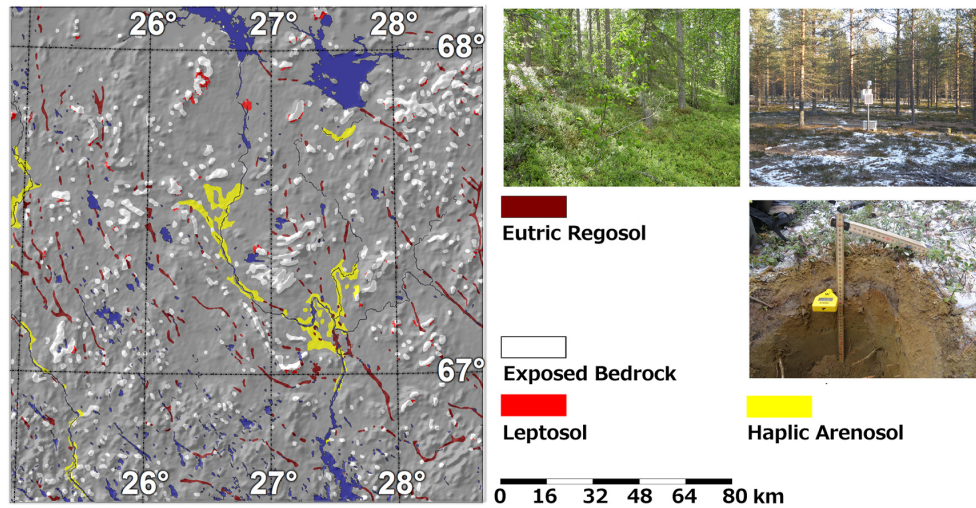 26° 27° 28°
68°
67°
26° 27° 28°
Eutric Regosol
Exposed Bedrock
Leptosol
Haplic Arenosol
0 16 32 48 64 80 km